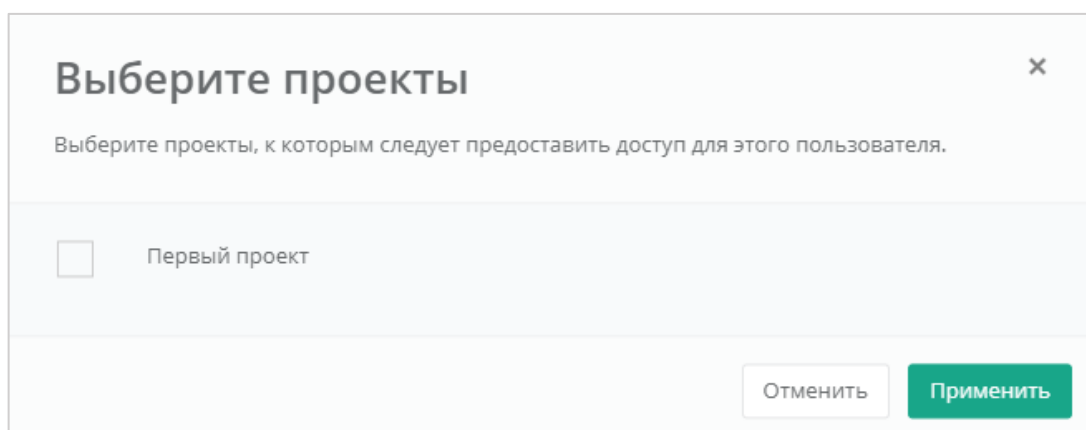 Выберите проекты
Выберите проекты, к которым следует предоставить доступ для этого пользователя.
Первый проект
Отменить
Применить